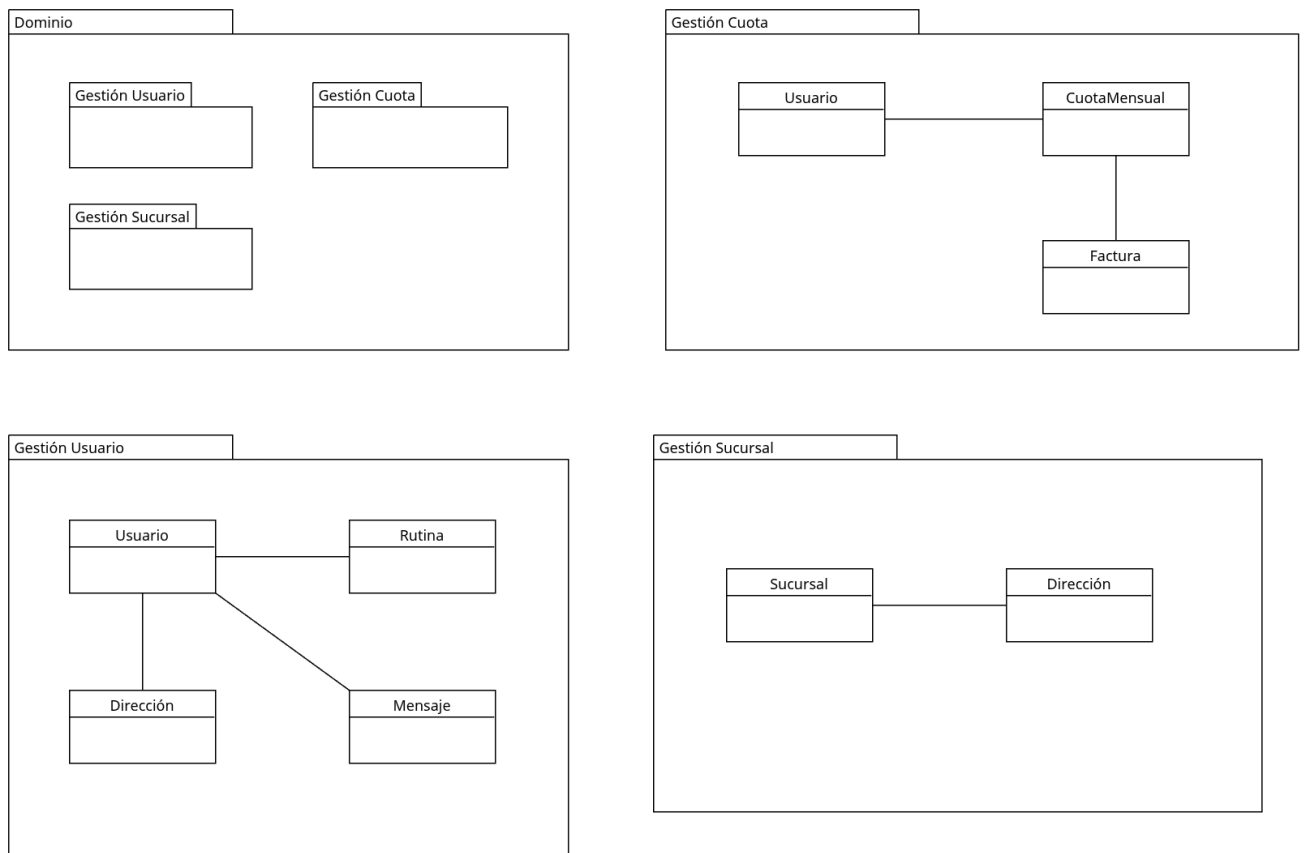 Dominio
Gestión Usuario
Gestión Cuota
Gestión Sucursal
Gestión Cuota
Usuario
CuotaMensual
Factura
Gestión Usuario
Usuario
Rutina
Dirección
Mensaje
Gestión Sucursal
Sucursal
Dirección